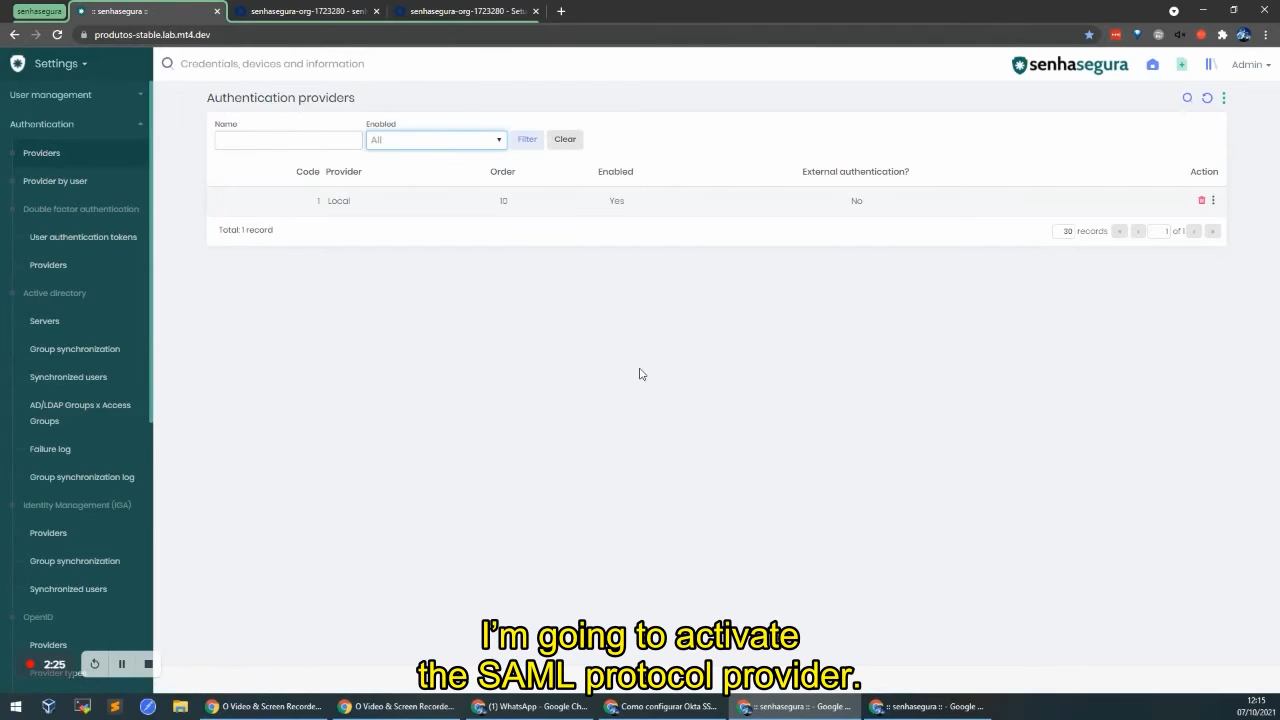 senhasegura
:: senhasegura ::
senhasegura-org-1723280 - senh
senhasegura-org-1723280 - Setu
produtos-stable.lab.mt4.dev
Settings
Credentials, devices and information
senhasegura
Admin
User management
Authentication
Providers
Provider by user
Double factor authentication
User authentication tokens
Providers
Active directory
Servers
Group synchronization
Synchronized users
AD/LDAP Groups x Access
Groups
Failure log
Group synchronization log
Identity Management (IGA)
Providers
Group synchronization
Synchronized users
OpenID
Providers
Provider types
Authentication providers
Name
Enabled
All
Filter
Clear
Code Provider Order Enabled External authentication? Action
1 Local 10 Yes No
Total: 1 record
30 records « ‹ 1 of 1 › »
2:25
I'm going to activate
the SAML protocol provider.
O Video & Screen Recorde...
O Video & Screen Recorde...
(1) WhatsApp - Google Ch...
Como configurar Okta SS...
:: senhasegura :: - Google ...
:: senhasegura :: - Google ...
12:15
07/10/2021